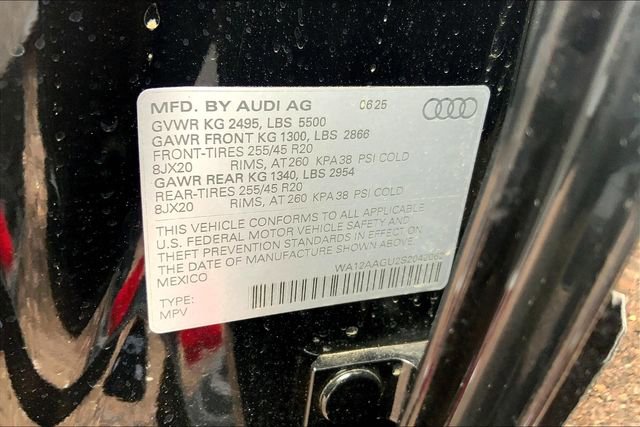 MFD. BY AUDI AG 06 25
GVWR KG 2495, LBS 5500
GAWR FRONT KG 1300, LBS 2866
FRONT-TIRES 255/45 R20
8JX20 RIMS, AT 260 KPA 38 PSI COLD
GAWR REAR KG 1340, LBS 2954
REAR-TIRES 255/45 R20
8JX20 RIMS, AT 260 KPA 38 PSI COLD
THIS VEHICLE CONFORMS TO ALL APPLICABLE
U.S. FEDERAL MOTOR VEHICLE SAFETY AND
THEFT PREVENTION STANDARDS IN EFFECT ON
THE DATE OF MANUFACTURE SHOWN ABOVE.
MEXICO
TYPE:
MPV